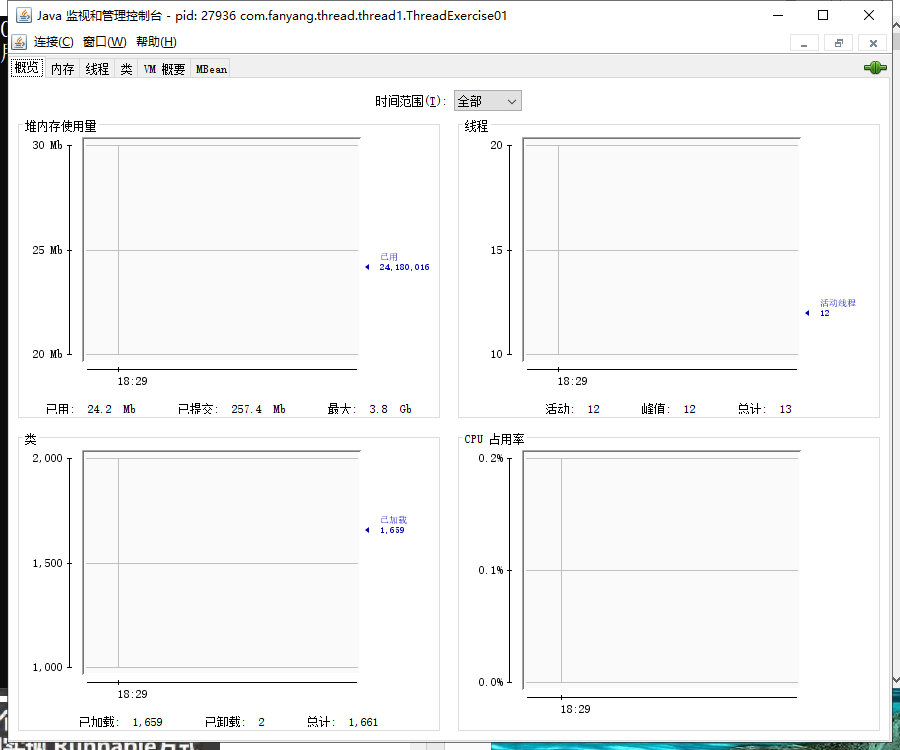 Java 监视和管理控制台 - pid: 27936 com.fanyang.thread.thread1.ThreadExercise01
连接(C) 窗口(W) 帮助(H)
概览 内存 线程 类 VM 概要 MBean
时间范围(T): 全部
堆内存使用量
30 Mb
25 Mb
20 Mb
已用
24,180,016
18:29
已用: 24.2 Mb 已提交: 257.4 Mb 最大: 3.8 Gb
线程
20
15
10
活动线程
12
18:29
活动: 12 峰值: 12 总计: 13
类
2,000
1,500
1,000
已加载
1,659
18:29
已加载: 1,659 已卸载: 2 总计: 1,661
CPU 占用率
0.2%
0.1%
0.0%
18:29